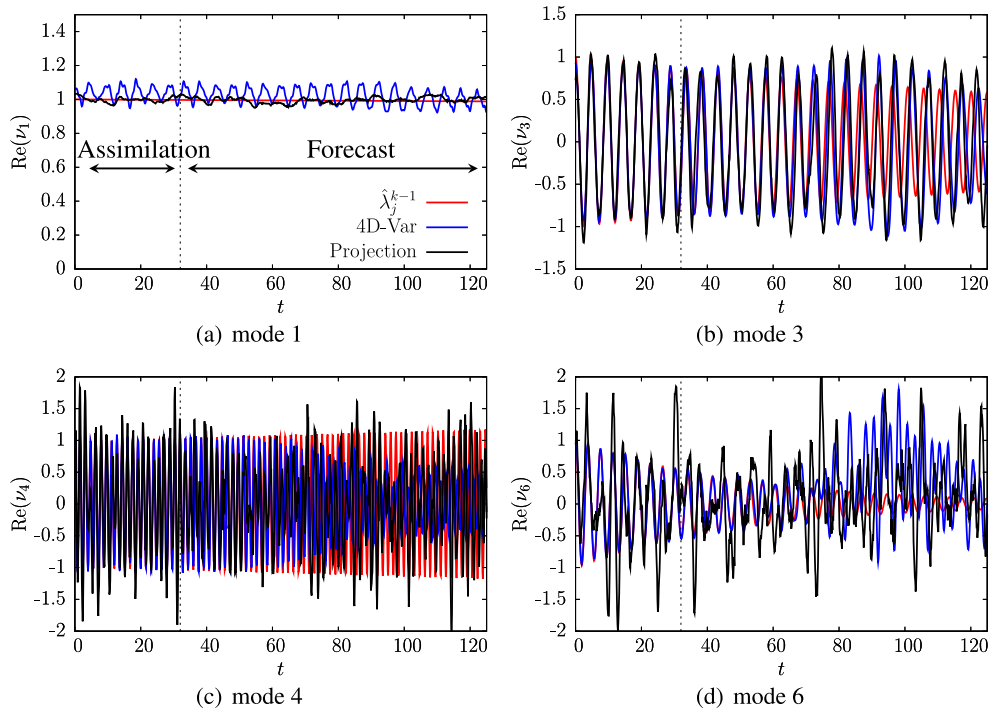 1.4
1.2
1
0.8
0.6
0.4
0.2
0
Re(ν₁)
Assimilation
Forecast
λ̂ⱼᵏ⁻¹
4D-Var
Projection
0 20 40 60 80 100 120
t
(a) mode 1
1.5
1
0.5
0
-0.5
-1
-1.5
Re(ν₃)
0 20 40 60 80 100 120
t
(b) mode 3
2
1.5
1
0.5
0
-0.5
-1
-1.5
-2
Re(ν₄)
0 20 40 60 80 100 120
t
(c) mode 4
2
1.5
1
0.5
0
-0.5
-1
-1.5
-2
Re(ν₆)
0 20 40 60 80 100 120
t
(d) mode 6